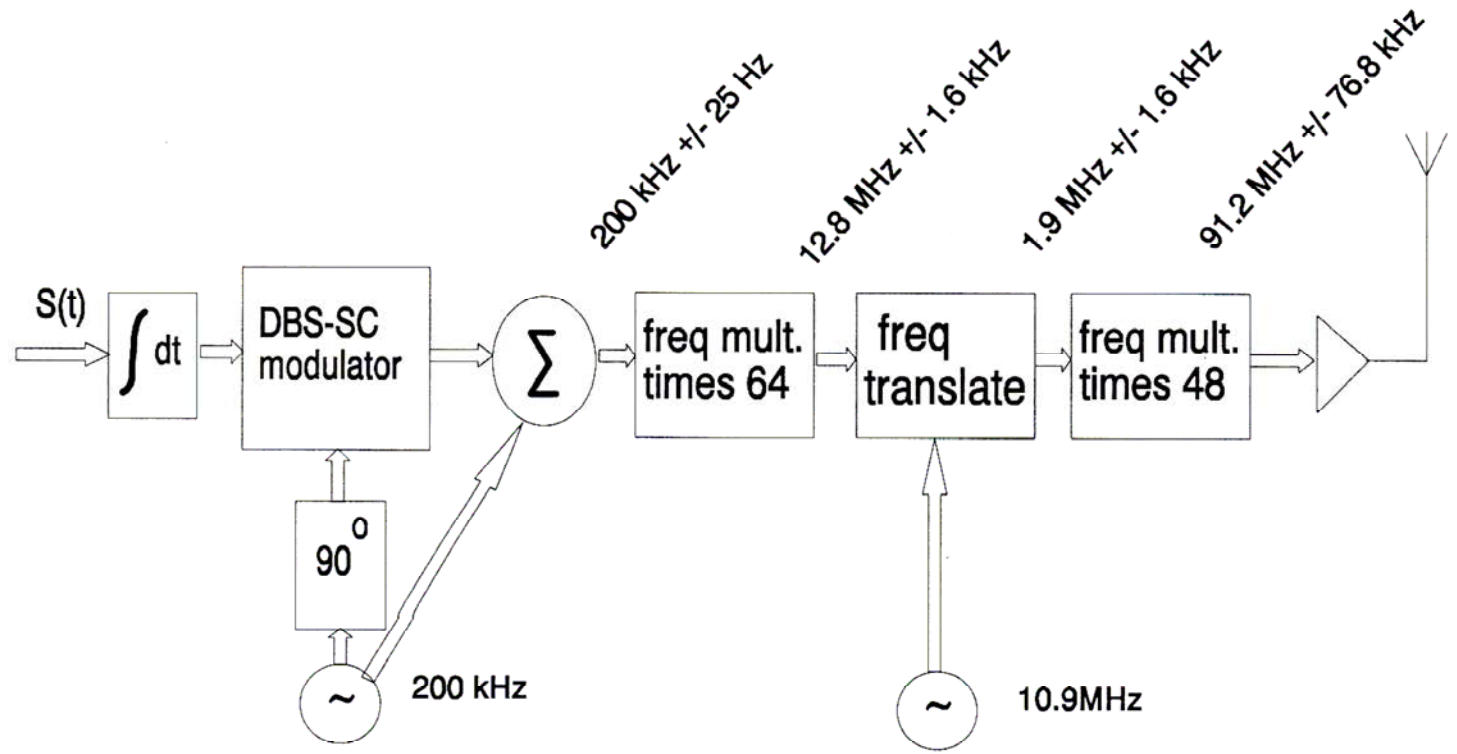 200 kHz +/- 25 Hz
12.8 MHz +/- 1.6 kHz
1.9 MHz +/- 1.6 kHz
91.2 MHz +/- 76.8 kHz
S(t)
∫ dt
DBS-SC
modulator
Σ
freq mult.
times 64
freq
translate
freq mult.
times 48
90°
~
200 kHz
~
10.9MHz